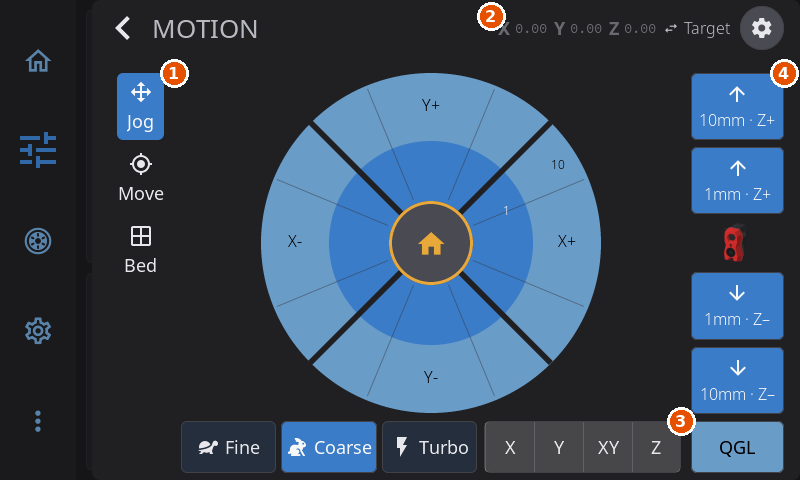 MOTION
2
X 0.00 Y 0.00 Z 0.00 Target
1
4
Jog
Move
Bed
Y+
10
1
X-
X+
Y-
10mm · Z+
1mm · Z+
1mm · Z–
10mm · Z–
3
Fine
Coarse
Turbo
X
Y
XY
Z
QGL